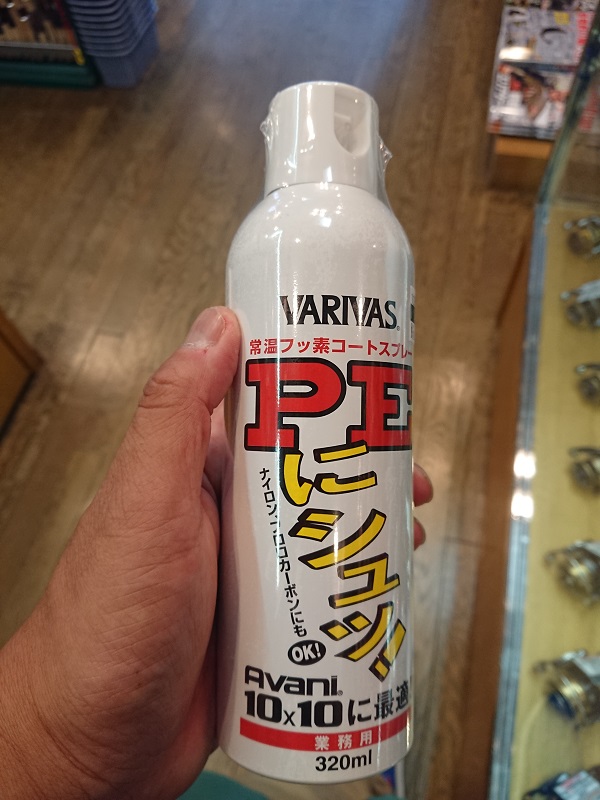 VARIVAS®
常温フッ素コートスプレー
PE
にシュッ!!
ナイロン、フロロカーボンにも
OK!
Avani®
10x10に最適
業務用
320ml